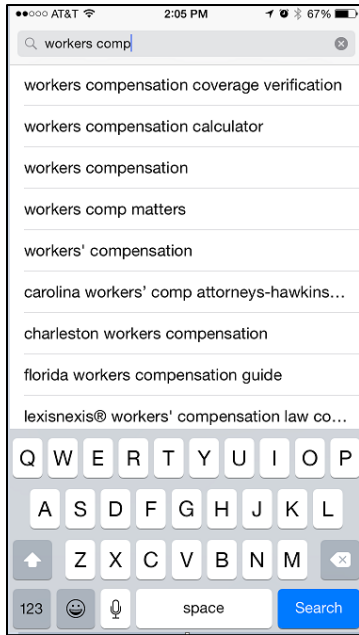 AT&T 2:05 PM 67%
workers comp
workers compensation coverage verification
workers compensation calculator
workers compensation
workers comp matters
workers' compensation
carolina workers' comp attorneys-hawkins...
charleston workers compensation
florida workers compensation guide
lexisnexis® workers' compensation law co...
Q W E R T Y U I O P
A S D F G H J K L
Z X C V B N M
123 space Search